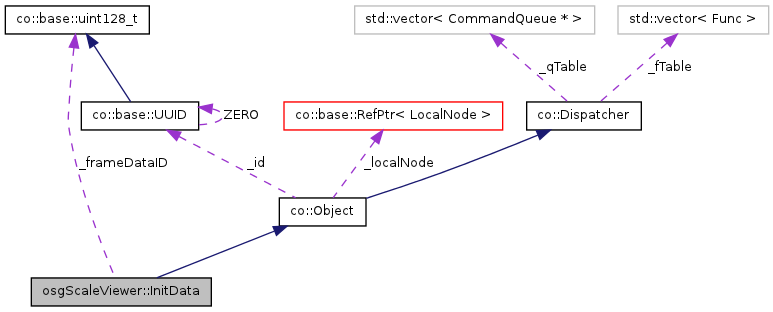 co::base::uint128_t
std::vector< CommandQueue * >
std::vector< Func >
_qTable
_fTable
co::base::UUID
ZERO
co::base::RefPtr< LocalNode >
co::Dispatcher
_frameDataID
_id
_localNode
co::Object
osgScaleViewer::InitData